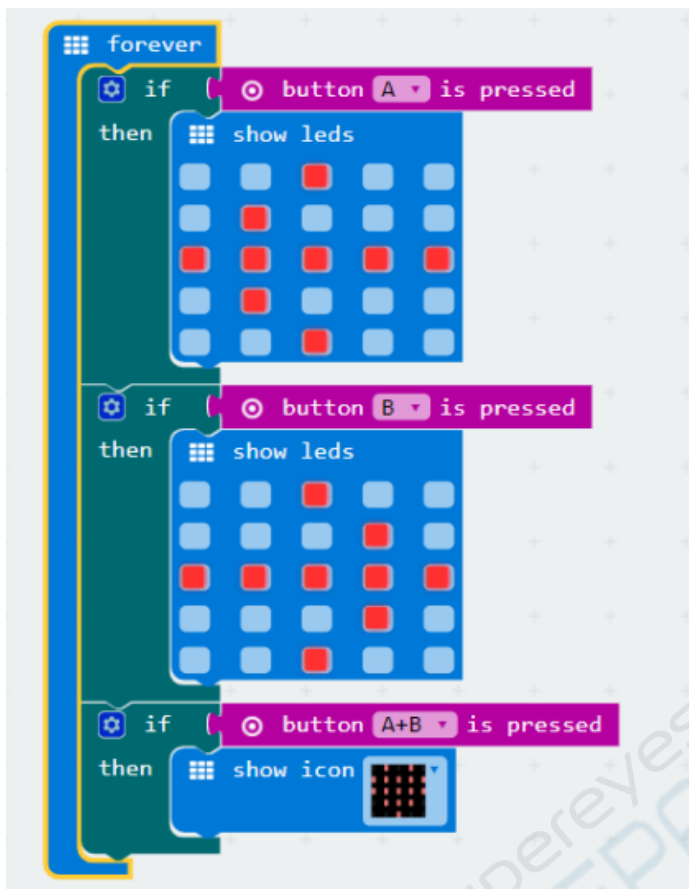 forever
if button A is pressed
then show leds
if button B is pressed
then show leds
if button A+B is pressed
then show icon